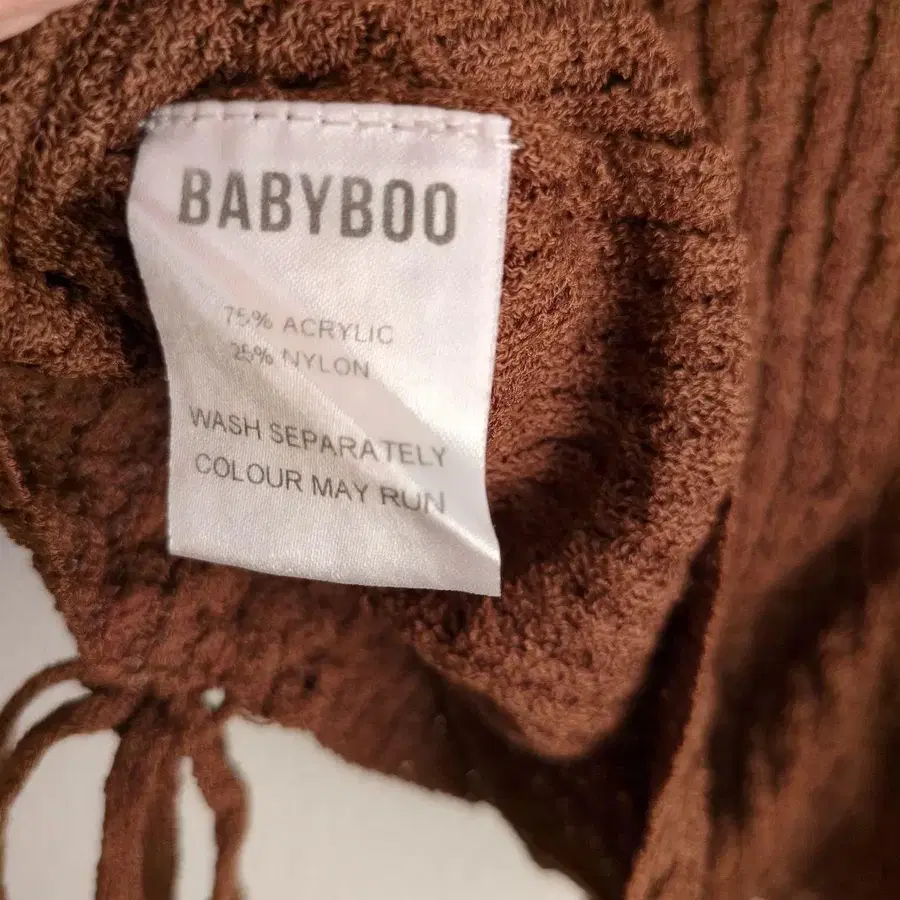 BABYBOO
75% ACRYLIC
25% NYLON
WASH SEPARATELY
COLOUR MAY RUN